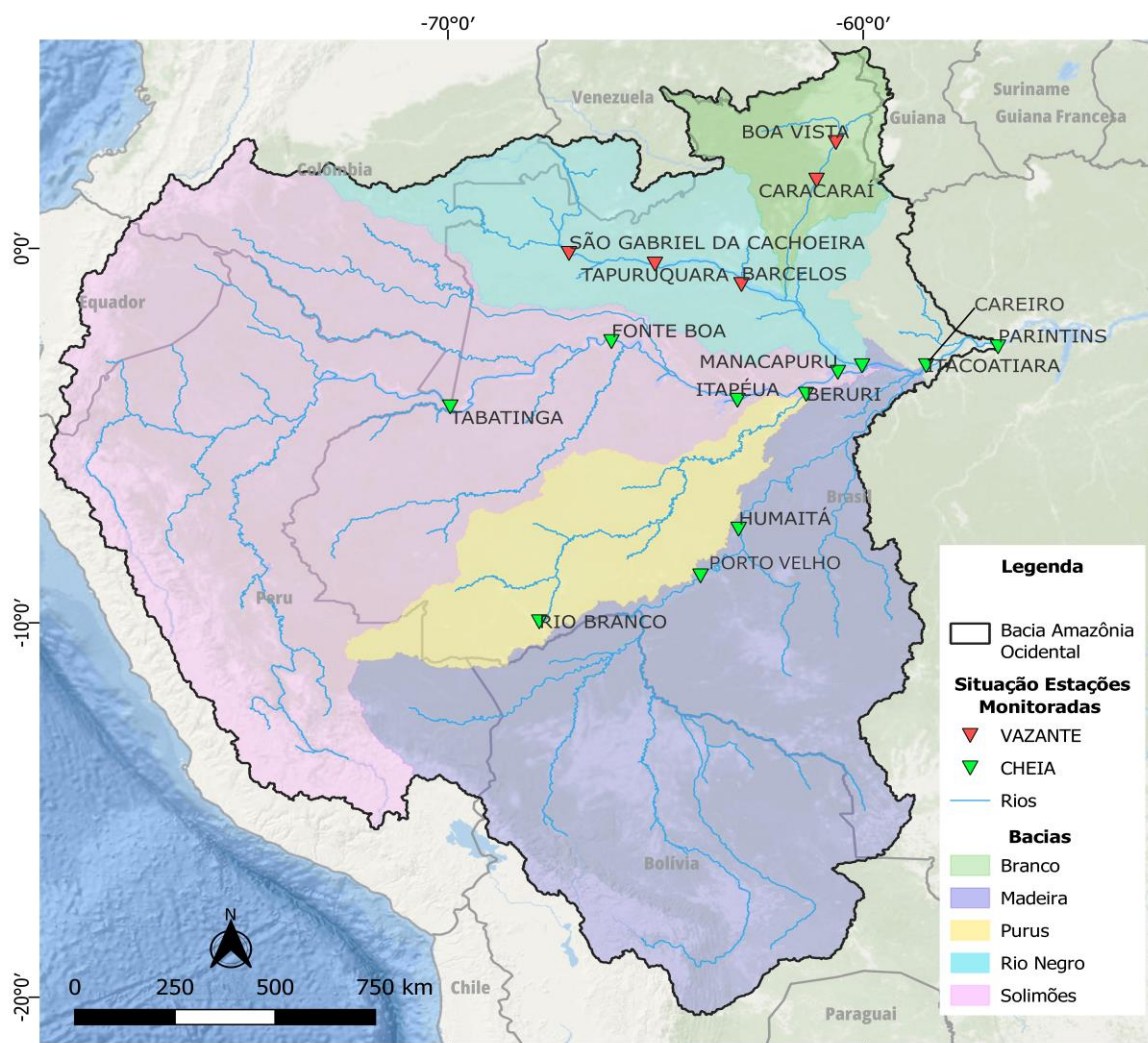 -70°0' -60°0'
Venezuela
Suriname
Guiana
Guiana Francesa
BOA VISTA
Colômbia
CARACARAÍ
0°0'
SÃO GABRIEL DA CACHOEIRA
TAPURUQUARA
BARCELOS
Equador
CAREIRO
FONTE BOA
PARINTINS
MANACAPURU
ITACOATIARA
ITAPÉUA
BERURI
TABATINGA
Brasil
HUMAITÁ
PORTO VELHO
Peru
-10°0'
RIO BRANCO
Bolívia
Chile
Paraguai
-20°0'
N
0 250 500 750 km
Legenda
Bacia Amazônia
Ocidental
Situação Estações
Monitoradas
VAZANTE
CHEIA
Rios
Bacias
Branco
Madeira
Purus
Rio Negro
Solimões